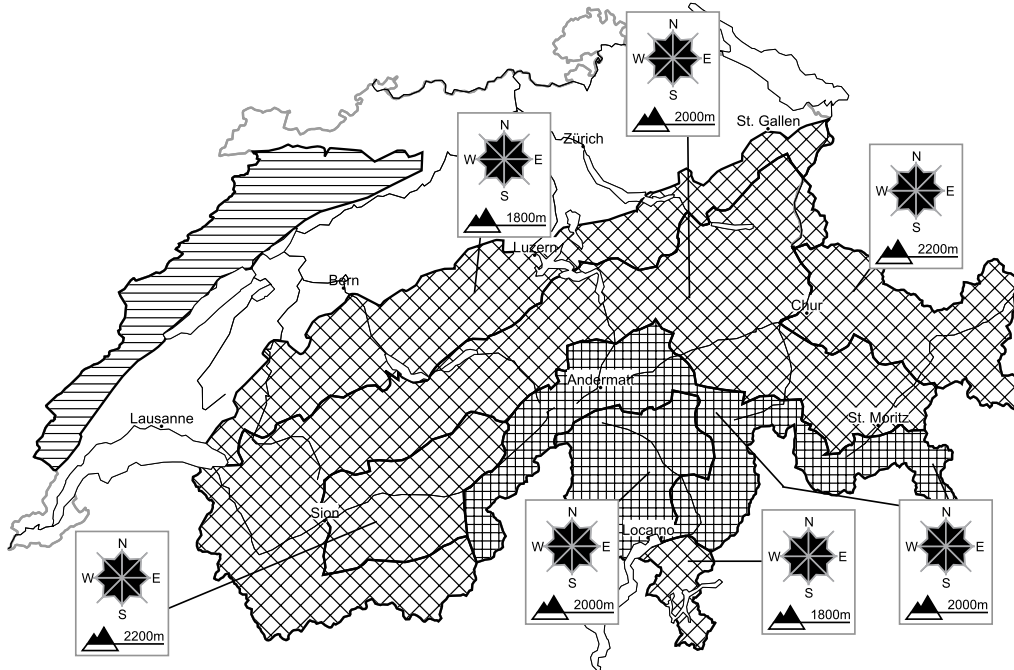 N
W E
S
2000m
St. Gallen
N
W E
S
1800m
Zürich
N
W E
S
2200m
Luzern
Bern
Chur
Andermatt
Lausanne
St. Moritz
Sion
Locarno
N
W E
S
2200m
N
W E
S
2000m
N
W E
S
1800m
N
W E
S
2000m